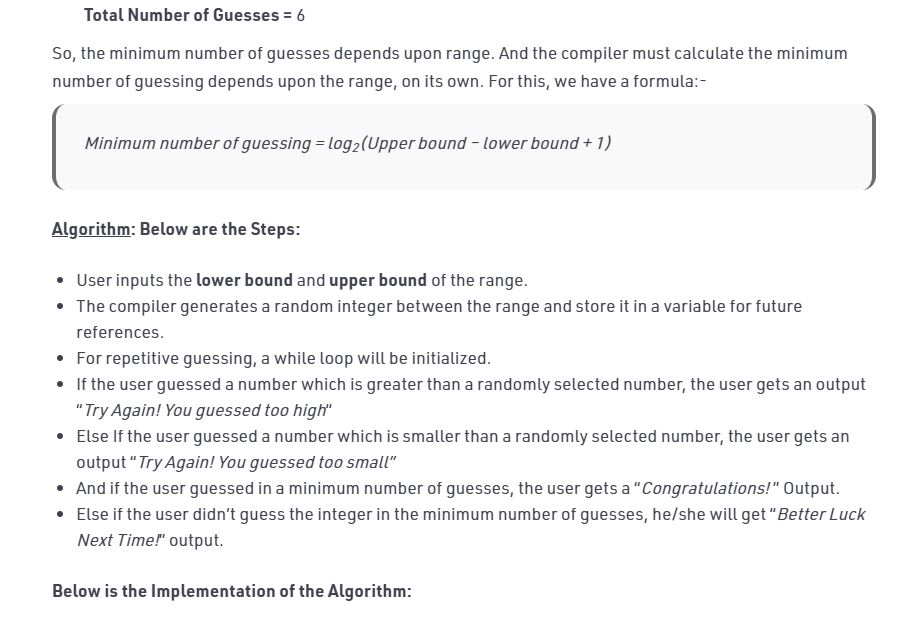 Total Number of Guesses = 6
So, the minimum number of guesses depends upon range. And the compiler must calculate the minimum
number of guessing depends upon the range, on its own. For this, we have a formula:-
Minimum number of guessing = log₂(Upper bound – lower bound + 1)
Algorithm: Below are the Steps:
• User inputs the lower bound and upper bound of the range.
• The compiler generates a random integer between the range and store it in a variable for future
references.
• For repetitive guessing, a while loop will be initialized.
• If the user guessed a number which is greater than a randomly selected number, the user gets an output
“Try Again! You guessed too high“
• Else If the user guessed a number which is smaller than a randomly selected number, the user gets an
output “Try Again! You guessed too small”
• And if the user guessed in a minimum number of guesses, the user gets a “Congratulations! ” Output.
• Else if the user didn’t guess the integer in the minimum number of guesses, he/she will get “Better Luck
Next Time!” output.
Below is the Implementation of the Algorithm: